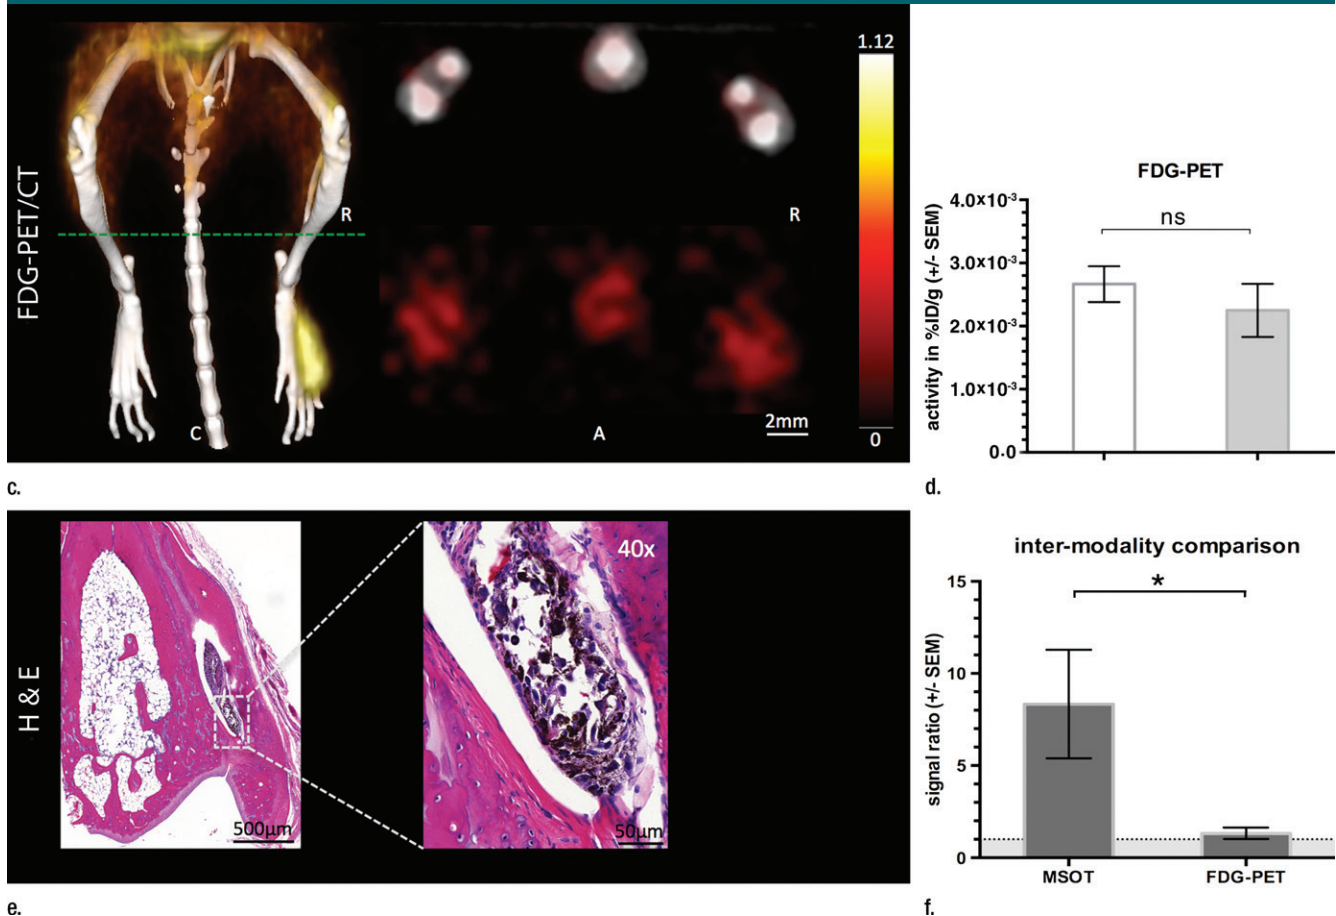 FDG-PET/CT
R
C
R
A
2mm
1.12
0
c.
FDG-PET
activity in %ID/g (+/- SEM)
4.0×10-3
3.0×10-3
2.0×10-3
1.0×10-3
0·0
ns
d.
H & E
500µm
40x
50µm
e.
inter-modality comparison
signal ratio (+/- SEM)
15
10
5
0
*
MSOT
FDG-PET
f.